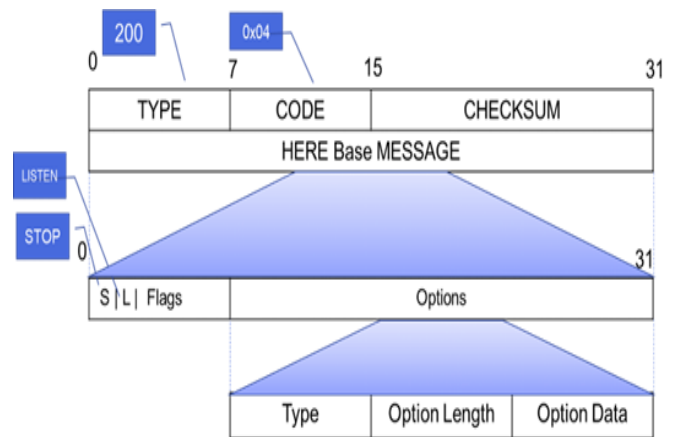 200 0x04
0 7 15 31
TYPE CODE CHECKSUM
HERE Base MESSAGE
LISTEN
STOP
0 31
S | L | Flags Options
Type Option Length Option Data